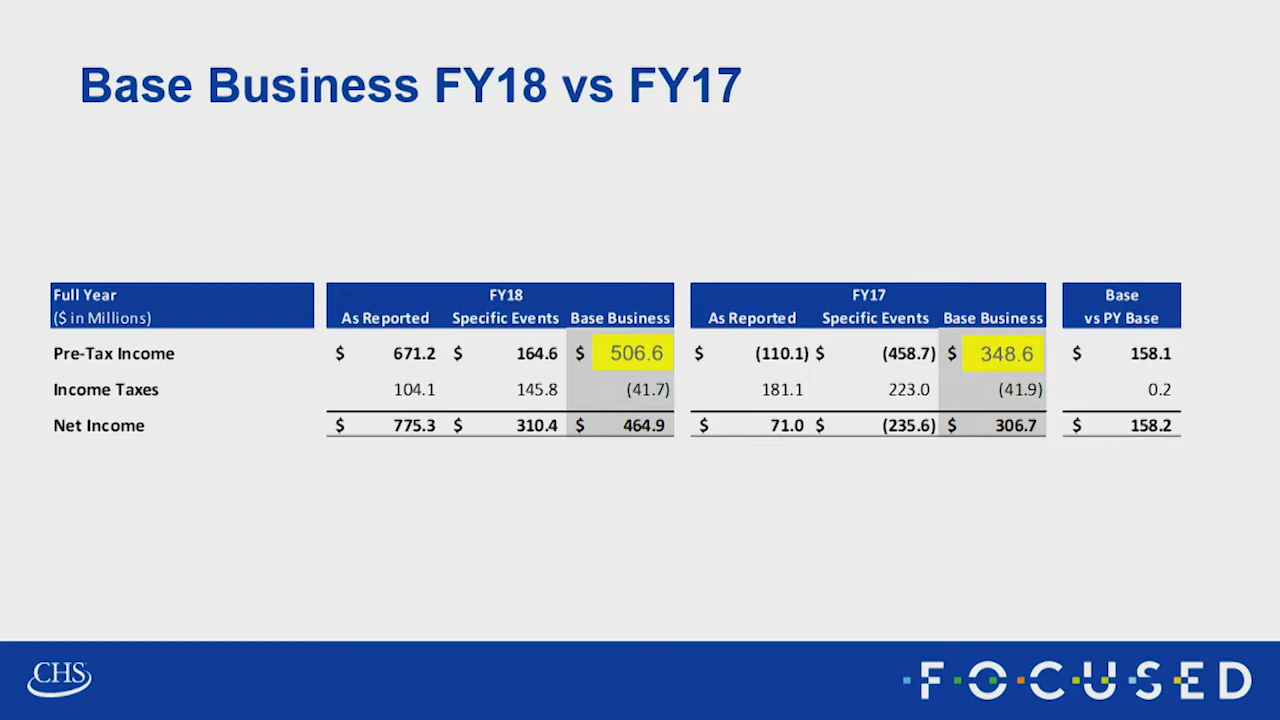 Base Business FY18 vs FY17
Full Year FY18 FY17 Base
($ in Millions) As Reported Specific Events Base Business As Reported Specific Events Base Business vs PY Base
Pre-Tax Income $ 671.2 $ 164.6 $ 506.6 $ (110.1) $ (458.7) $ 348.6 $ 158.1
Income Taxes 104.1 145.8 (41.7) 181.1 223.0 (41.9) 0.2
Net Income $ 775.3 $ 310.4 $ 464.9 $ 71.0 $ (235.6) $ 306.7 $ 158.2
CHS FOCUSED